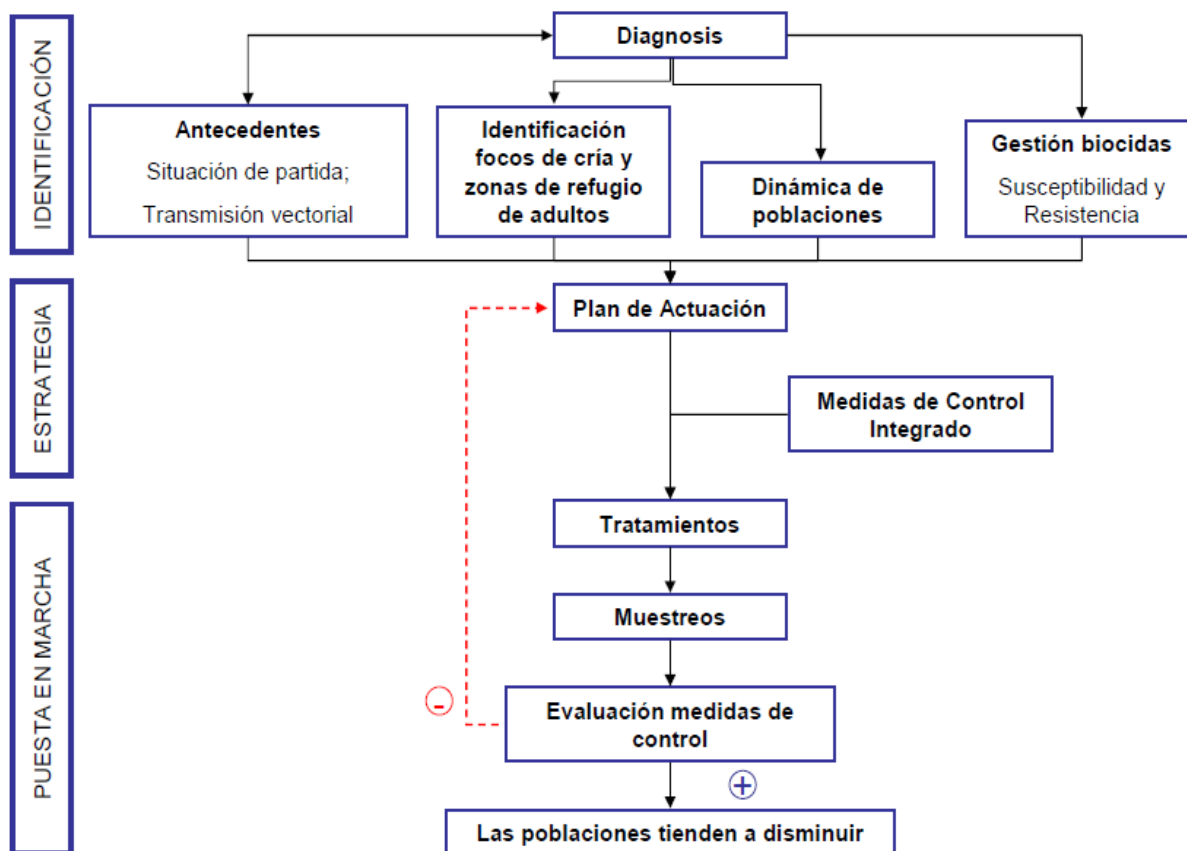 IDENTIFICACIÓN
Diagnosis
Antecedentes
Situación de partida;
Transmisión vectorial
Identificación
focos de cría y
zonas de refugio
de adultos
Dinámica de
poblaciones
Gestión biocidas
Susceptibilidad y
Resistencia
ESTRATEGIA
Plan de Actuación
Medidas de Control
Integrado
PUESTA EN MARCHA
Tratamientos
Muestreos
-
Evaluación medidas de
control
+
Las poblaciones tienden a disminuir